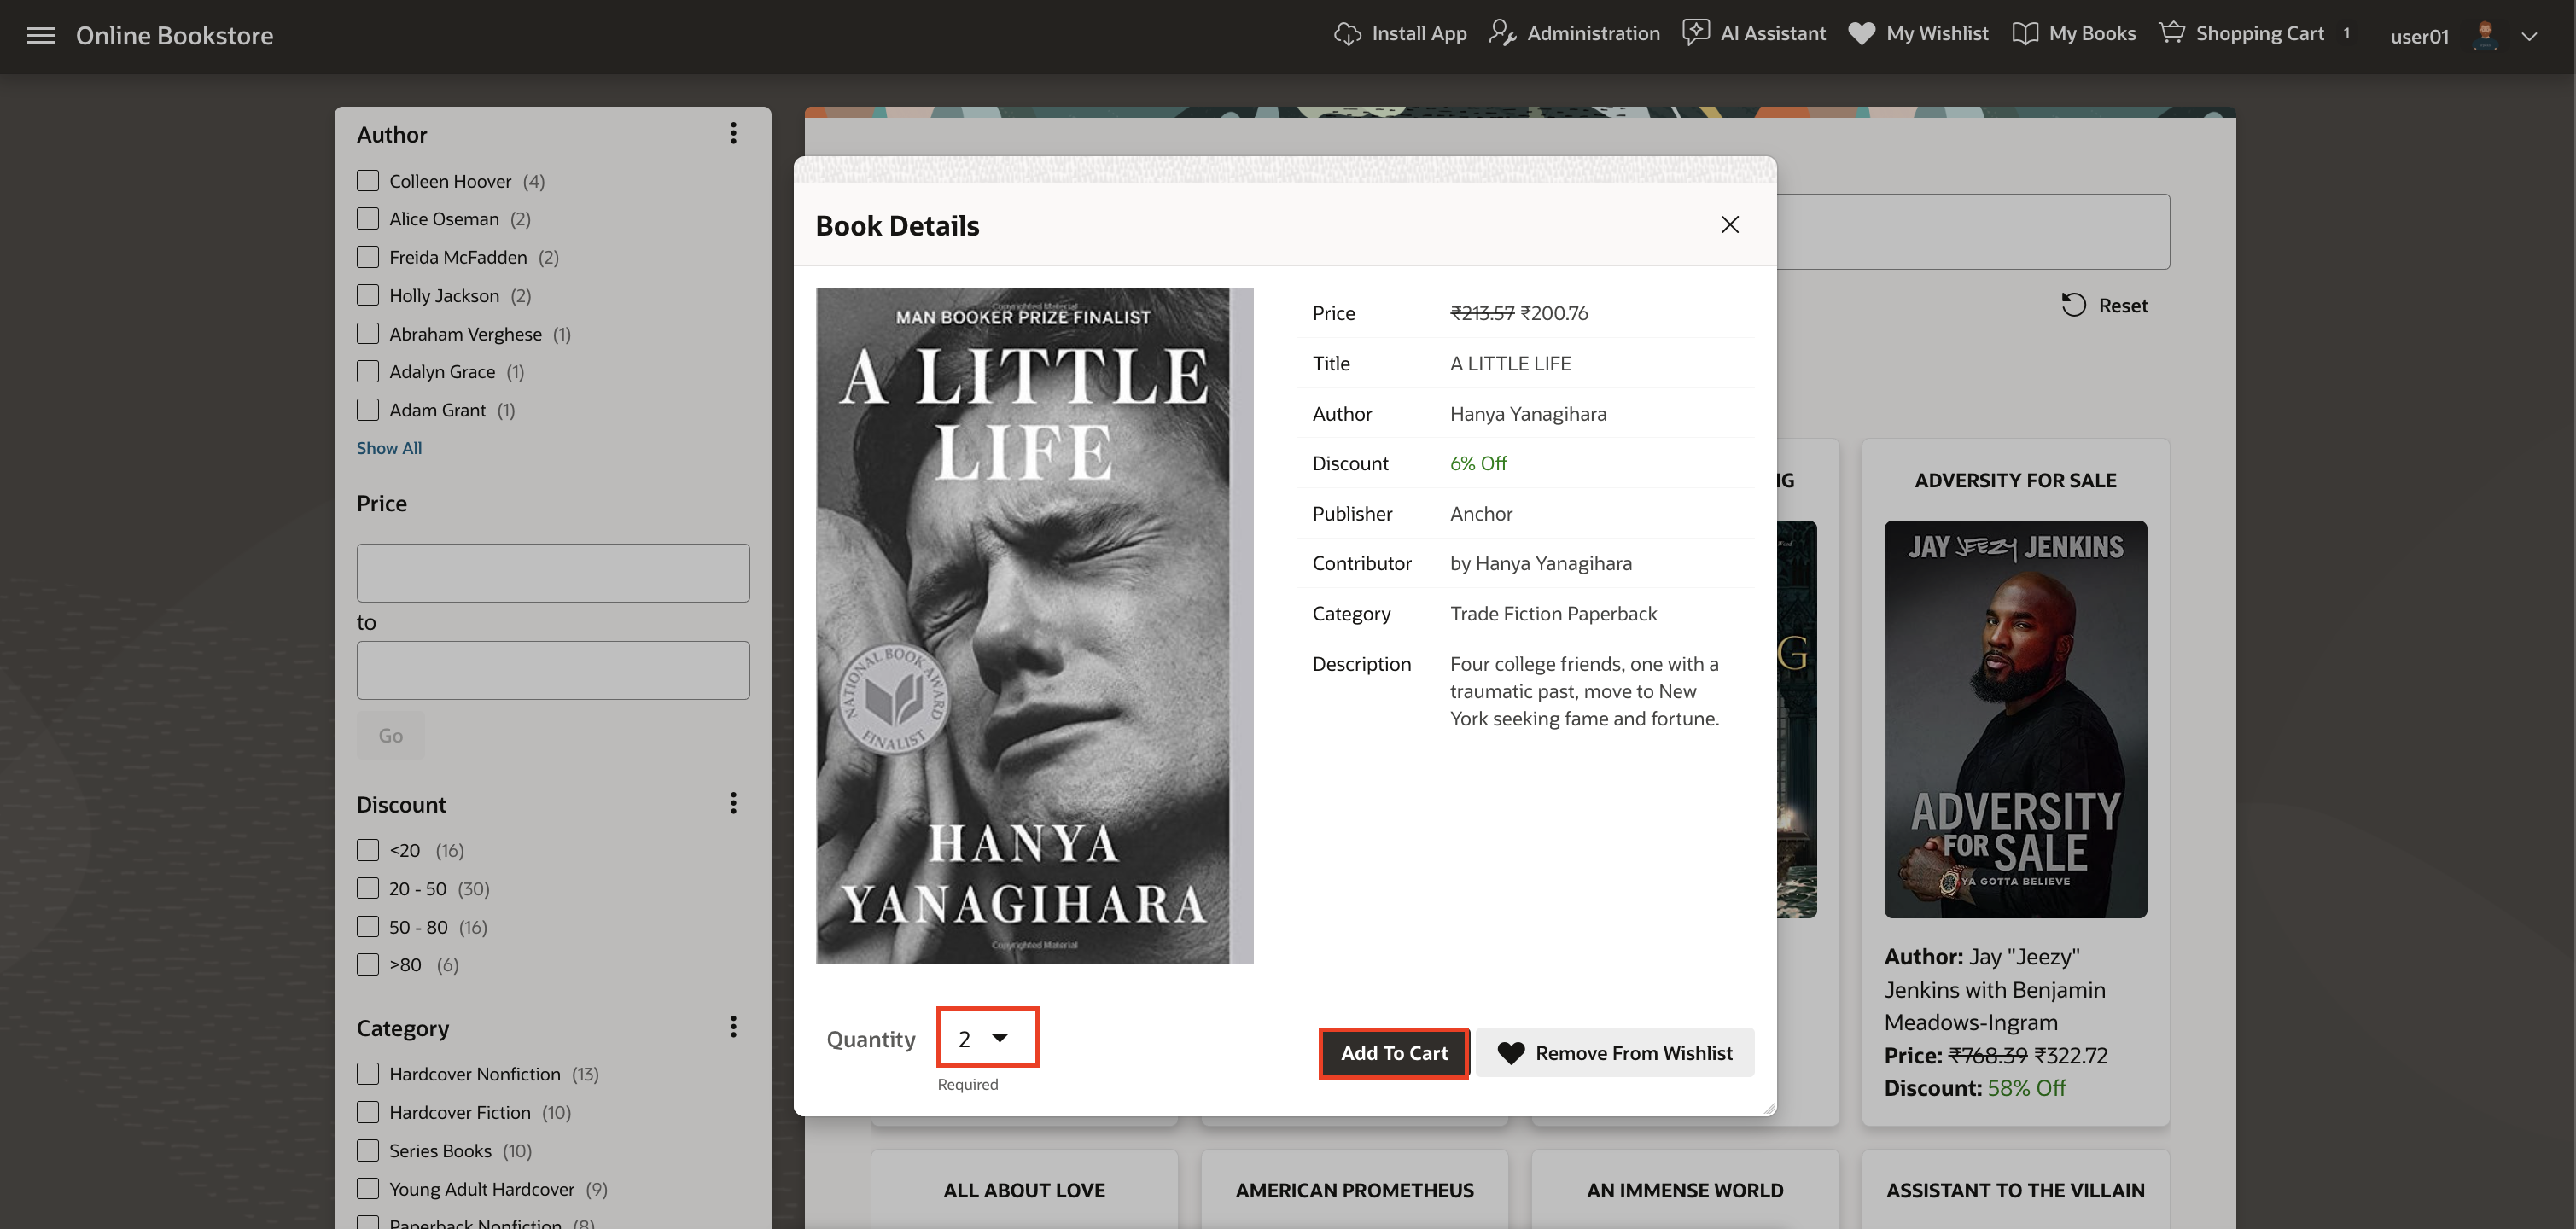 Online Bookstore
Install App
Administration
AI Assistant
My Wishlist
My Books
Shopping Cart 1
user01
Author
Colleen Hoover (4)
Alice Oseman (2)
Freida McFadden (2)
Holly Jackson (2)
Abraham Verghese (1)
Adalyn Grace (1)
Adam Grant (1)
Show All
Price
to
Go
Discount
<20 (16)
20 - 50 (30)
50 - 80 (16)
>80 (6)
Category
Hardcover Nonfiction (13)
Hardcover Fiction (10)
Series Books (10)
Young Adult Hardcover (9)
Paperback Nonfiction (8)
Book Details
Copyrighted Material
MAN BOOKER PRIZE FINALIST
A LITTLE
LIFE
NATIONAL BOOK AWARD
FINALIST
HANYA
YANAGIHARA
Copyrighted Material
Price ₹213.57 ₹200.76
Title A LITTLE LIFE
Author Hanya Yanagihara
Discount 6% Off
Publisher Anchor
Contributor by Hanya Yanagihara
Category Trade Fiction Paperback
Description Four college friends, one with a
traumatic past, move to New
York seeking fame and fortune.
Quantity 2
Required
Add To Cart
Remove From Wishlist
Reset
ADVERSITY FOR SALE
JAY JEEZY JENKINS
ADVERSITY
FOR SALE
YA GOTTA BELIEVE
Author: Jay "Jeezy"
Jenkins with Benjamin
Meadows-Ingram
Price: ₹768.39 ₹322.72
Discount: 58% Off
ALL ABOUT LOVE
AMERICAN PROMETHEUS
AN IMMENSE WORLD
ASSISTANT TO THE VILLAIN